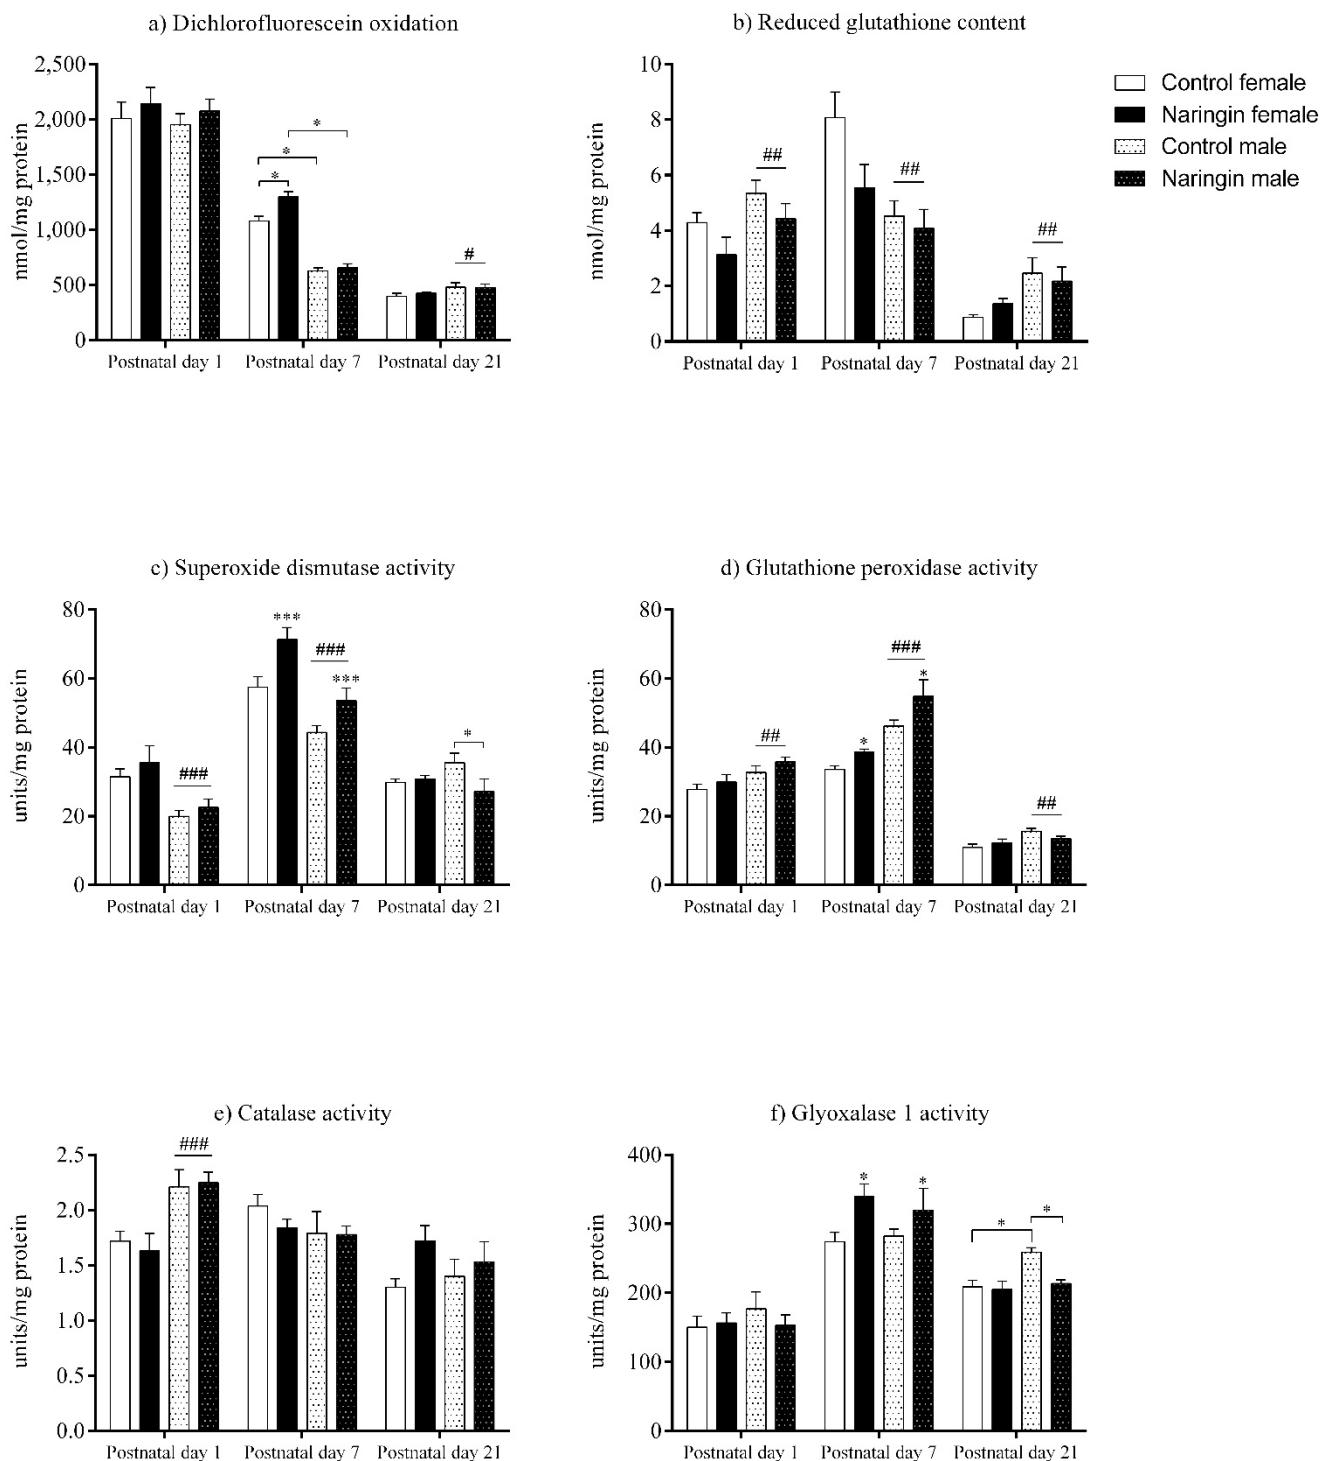 a) Dichlorofluorescein oxidation
nmol/mg protein
2,500
2,000
1,500
1,000
500
0
*
*
*
#
Postnatal day 1 Postnatal day 7 Postnatal day 21
b) Reduced glutathione content
nmol/mg protein
10
8
6
4
2
0
##
##
##
Postnatal day 1 Postnatal day 7 Postnatal day 21
Control female
Naringin female
Control male
Naringin male
c) Superoxide dismutase activity
units/mg protein
80
60
40
20
0
###
***
###
***
*
Postnatal day 1 Postnatal day 7 Postnatal day 21
d) Glutathione peroxidase activity
units/mg protein
80
60
40
20
0
##
*
###
*
##
Postnatal day 1 Postnatal day 7 Postnatal day 21
e) Catalase activity
units/mg protein
2.5
2.0
1.5
1.0
0.5
0.0
###
Postnatal day 1 Postnatal day 7 Postnatal day 21
f) Glyoxalase 1 activity
units/mg protein
400
300
200
100
0
*
*
*
*
Postnatal day 1 Postnatal day 7 Postnatal day 21